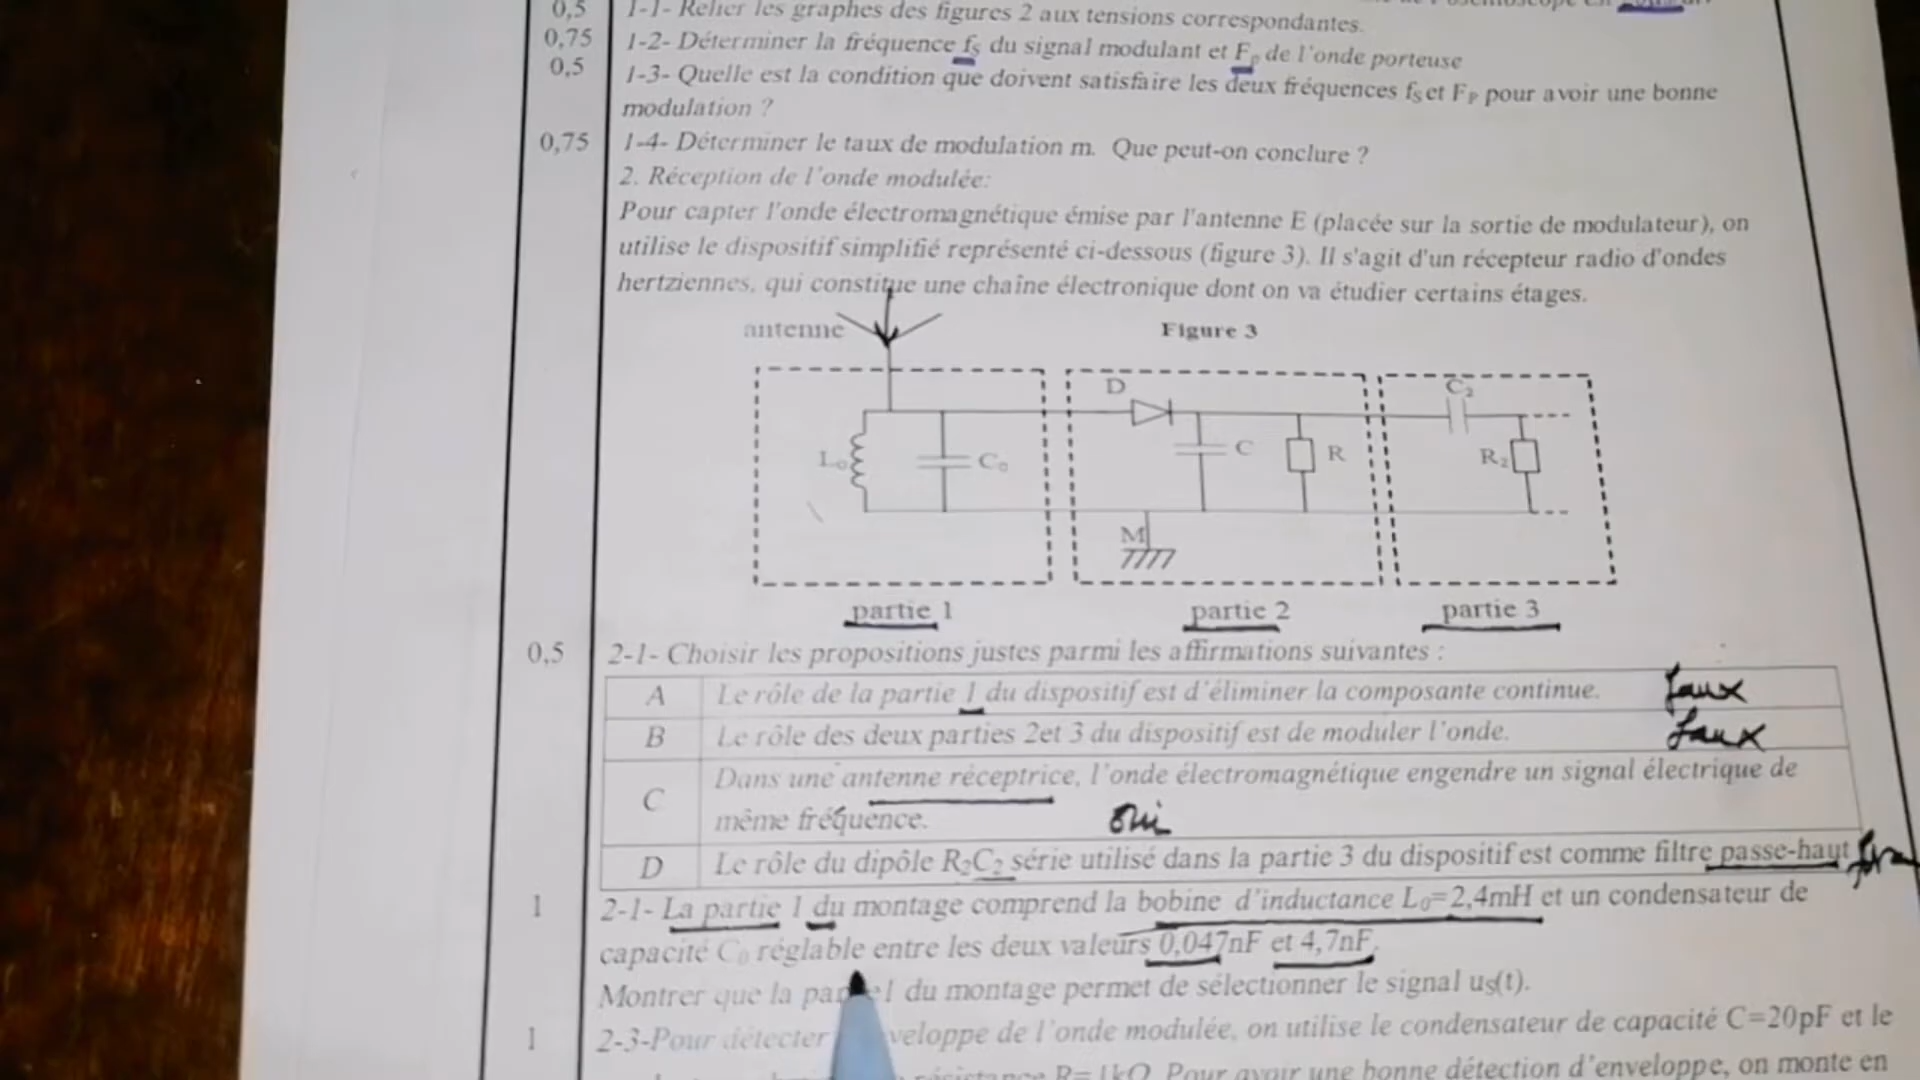 0,5 1-1- Relier les graphes des figures 2 aux tensions correspondantes.
0,75 1-2- Déterminer la fréquence fs du signal modulant et Fp de l'onde porteuse
0,5 1-3- Quelle est la condition que doivent satisfaire les deux fréquences fs et FP pour avoir une bonne
modulation ?
0,75 1-4- Déterminer le taux de modulation m. Que peut-on conclure ?
2. Réception de l'onde modulée:
Pour capter l'onde électromagnétique émise par l'antenne E (placée sur la sortie de modulateur), on
utilise le dispositif simplifié représenté ci-dessous (figure 3). Il s'agit d'un récepteur radio d'ondes
hertziennes, qui constitue une chaîne électronique dont on va étudier certains étages.
antenne Figure 3
D C2
L0 C0 C R R2
M
partie 1 partie 2 partie 3
0,5 2-1- Choisir les propositions justes parmi les affirmations suivantes :
A Le rôle de la partie 1 du dispositif est d'éliminer la composante continue. faux
B Le rôle des deux parties 2et 3 du dispositif est de moduler l'onde. faux
C Dans une antenne réceptrice, l'onde électromagnétique engendre un signal électrique de
même fréquence. oui
D Le rôle du dipôle R2C2 série utilisé dans la partie 3 du dispositif est comme filtre passe-haut
1 2-1- La partie 1 du montage comprend la bobine d'inductance L0=2,4mH et un condensateur de
capacité C0 réglable entre les deux valeurs 0,047nF et 4,7nF.
Montrer que la 1 du montage permet de sélectionner le signal us(t).
1 2-3-Pour détecter de l'onde modulée, on utilise le condensateur de capacité C=20pF et le
R=1kΩ. Pour avoir une bonne détection d'enveloppe, on monte en